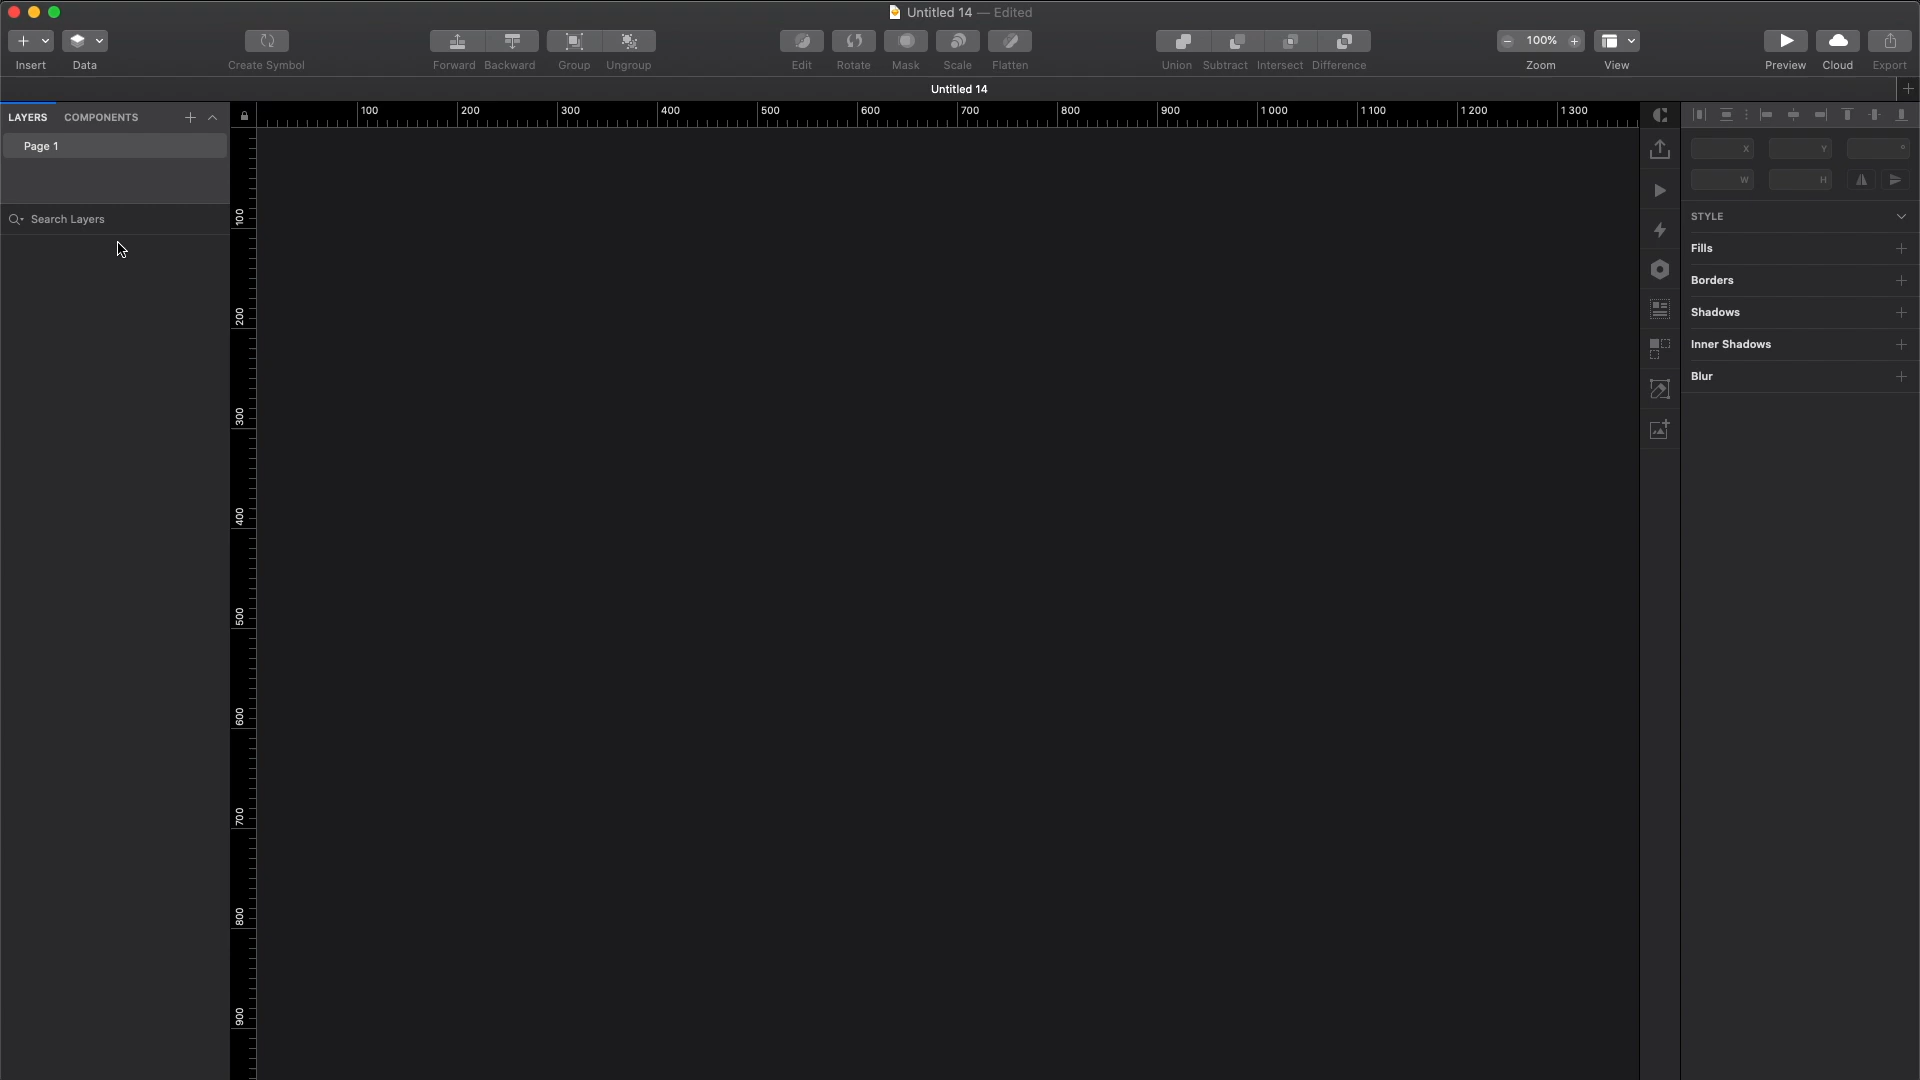 Untitled 14 — Edited
Insert Data Create Symbol Forward Backward Group Ungroup Edit Rotate Mask Scale Flatten Union Subtract Intersect Difference 100% Zoom View Preview Cloud Export
Untitled 14
LAYERS COMPONENTS
100 200 300 400 500 600 700 800 900 1 000 1 100 1 200 1 300
Page 1
Search Layers
100
200
300
400
500
600
700
800
900
X Y °
W H
STYLE
Fills
Borders
Shadows
Inner Shadows
Blur